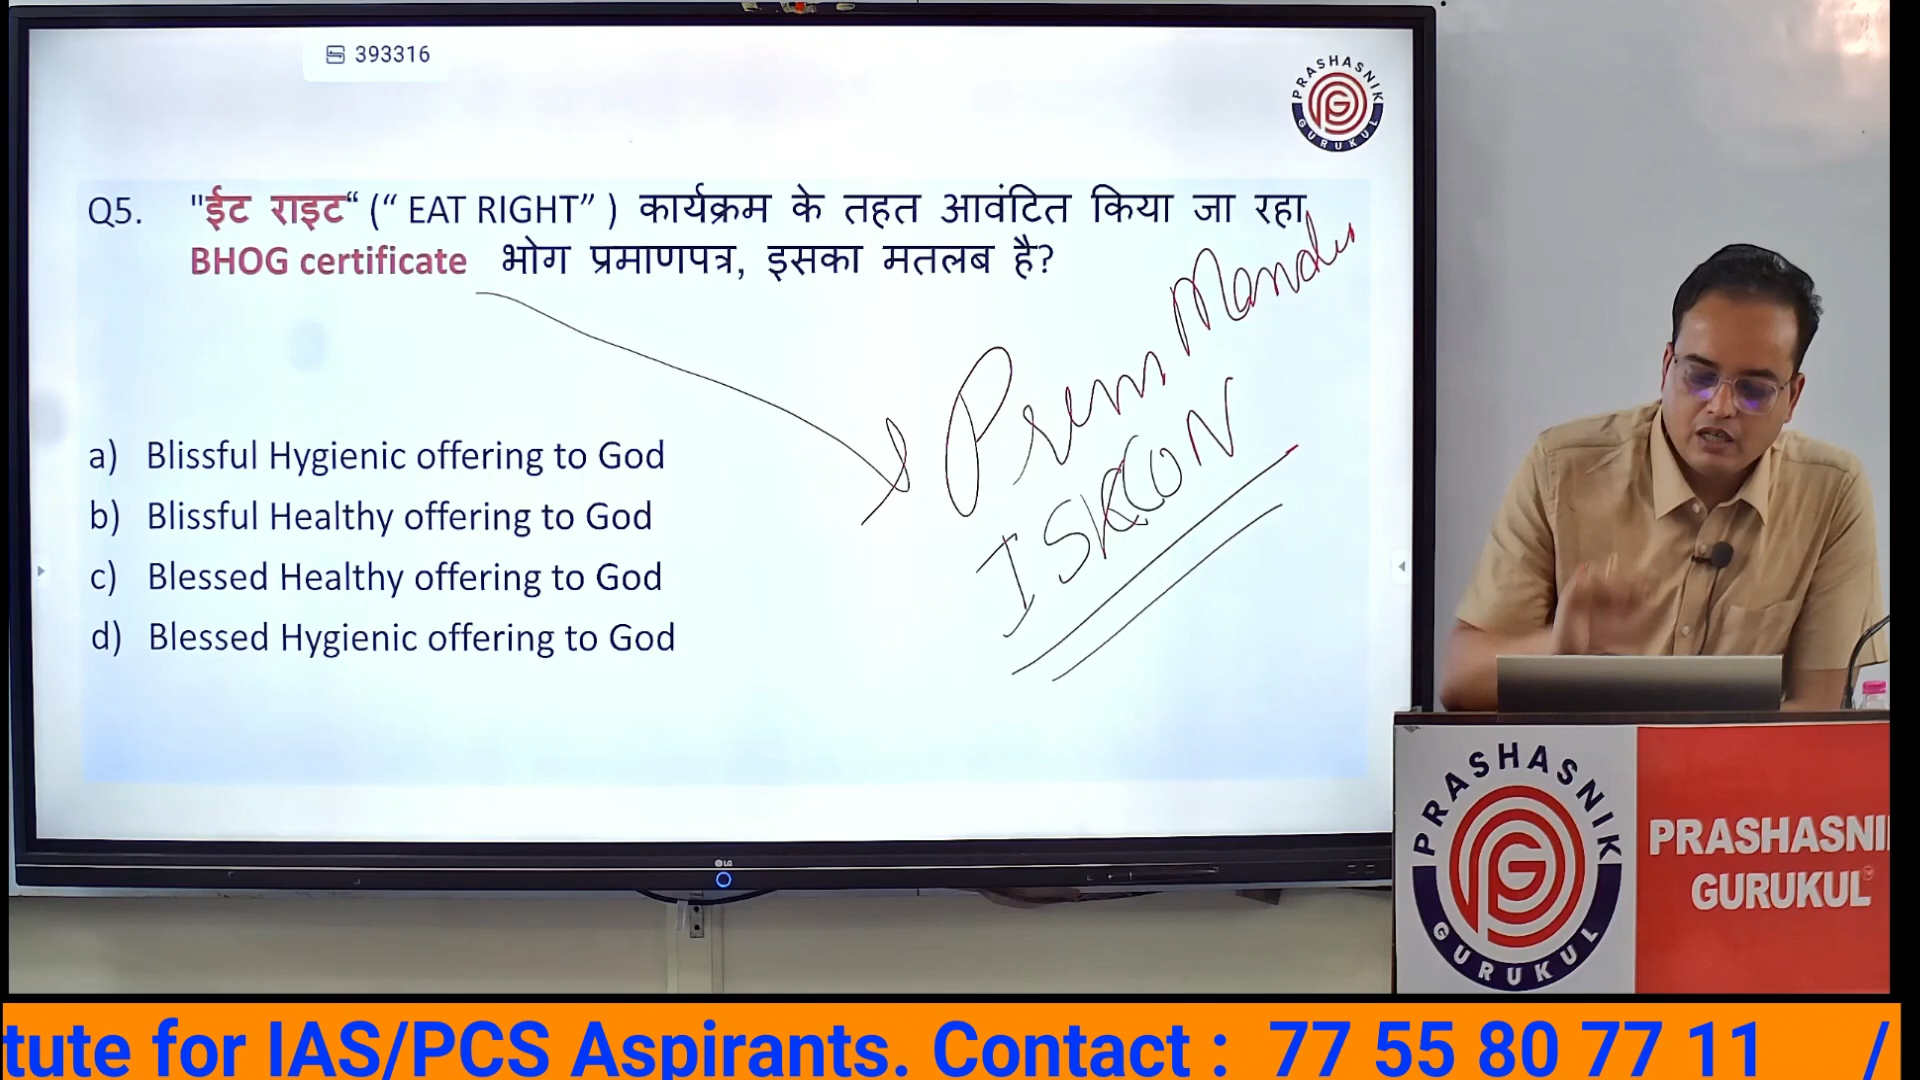 393316
PRASHASNIK GURUKUL
Q5. "ईट राइट“ (“ EAT RIGHT” ) कार्यक्रम के तहत आवंटित किया जा रहा
BHOG certificate भोग प्रमाणपत्र, इसका मतलब है?
Prem Mandir
ISKCON
a) Blissful Hygienic offering to God
b) Blissful Healthy offering to God
c) Blessed Healthy offering to God
d) Blessed Hygienic offering to God
LG
PRASHASNIK GURUKUL
PRASHASNI
GURUKUL
tute for IAS/PCS Aspirants. Contact : 77 55 80 77 11 /